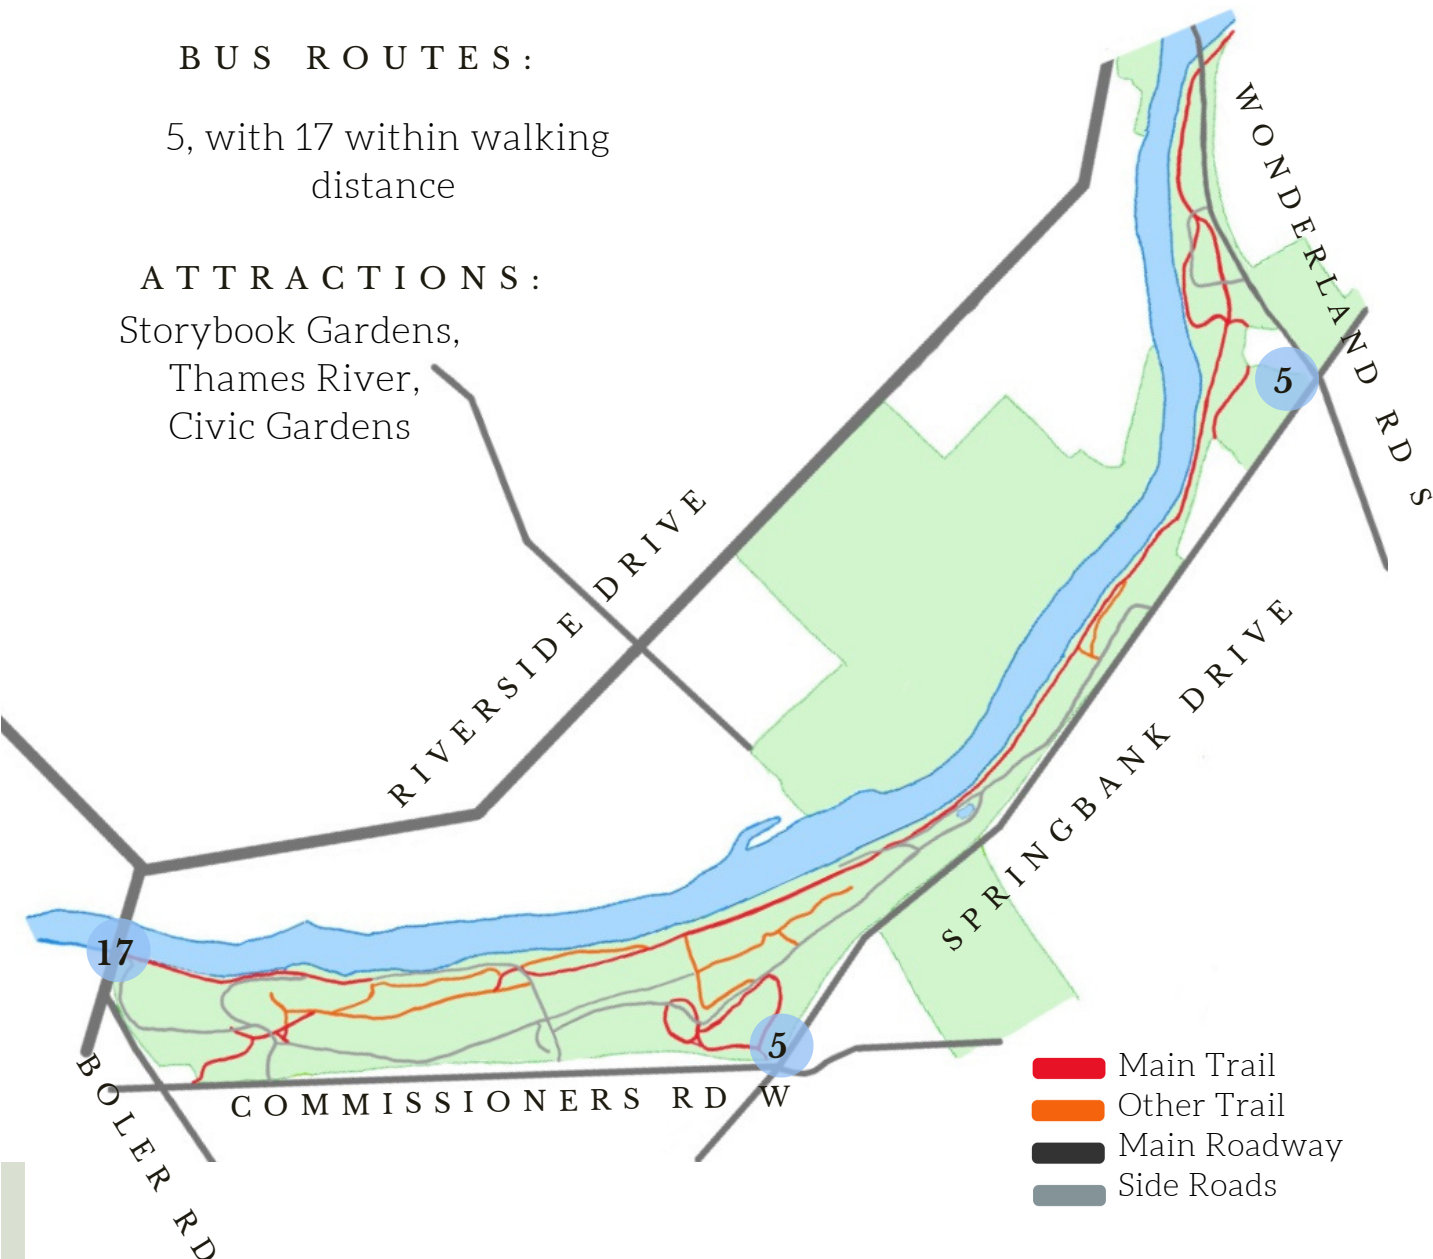 BUS ROUTES:
5, with 17 within walking
distance
ATTRACTIONS:
Storybook Gardens,
Thames River,
Civic Gardens
WONDERLAND RD S
5
RIVERSIDE DRIVE
SPRINGBANK DRIVE
17
5
COMMISSIONERS RD W
BOLER RD
Main Trail
Other Trail
Main Roadway
Side Roads